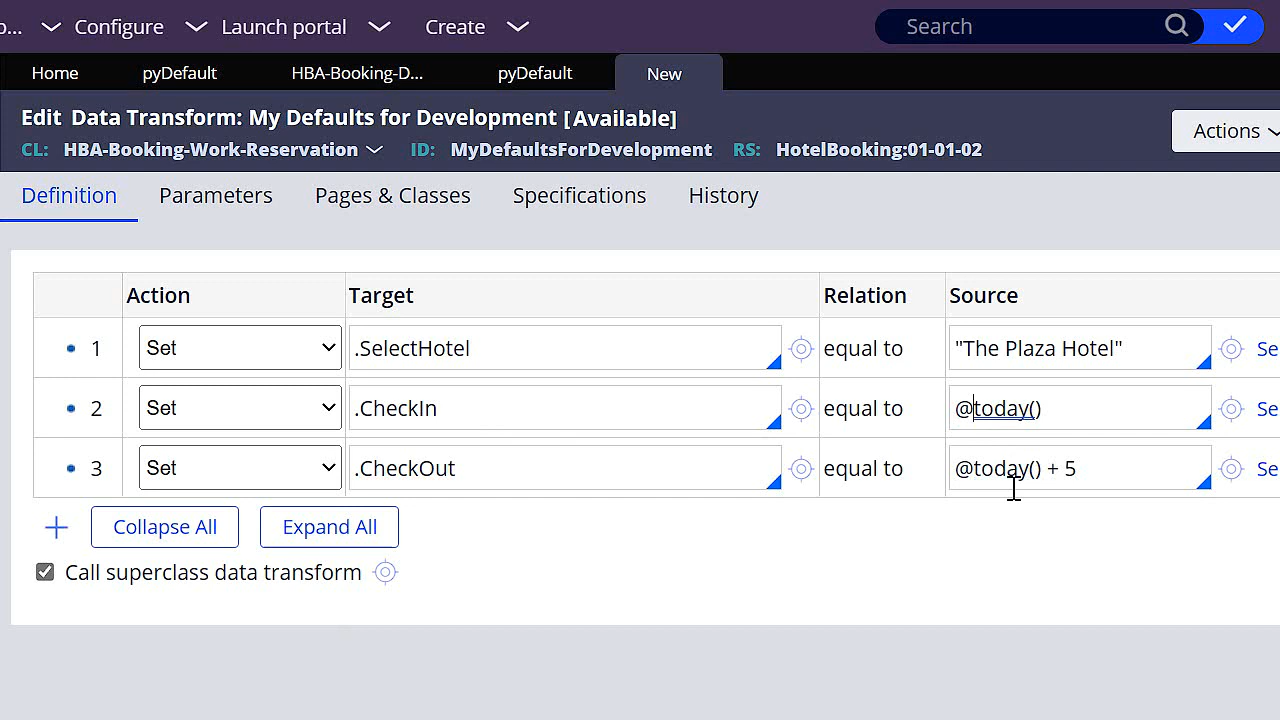 o... Configure Launch portal Create Search
Home pyDefault HBA-Booking-D... pyDefault New
Edit Data Transform: My Defaults for Development [Available]
Actions
CL: HBA-Booking-Work-Reservation ID: MyDefaultsForDevelopment RS: HotelBooking:01-01-02
Definition Parameters Pages & Classes Specifications History
Action Target Relation Source
1 Set .SelectHotel equal to "The Plaza Hotel" Se
2 Set .CheckIn equal to @today() Se
3 Set .CheckOut equal to @today() + 5 Se
Collapse All Expand All
Call superclass data transform